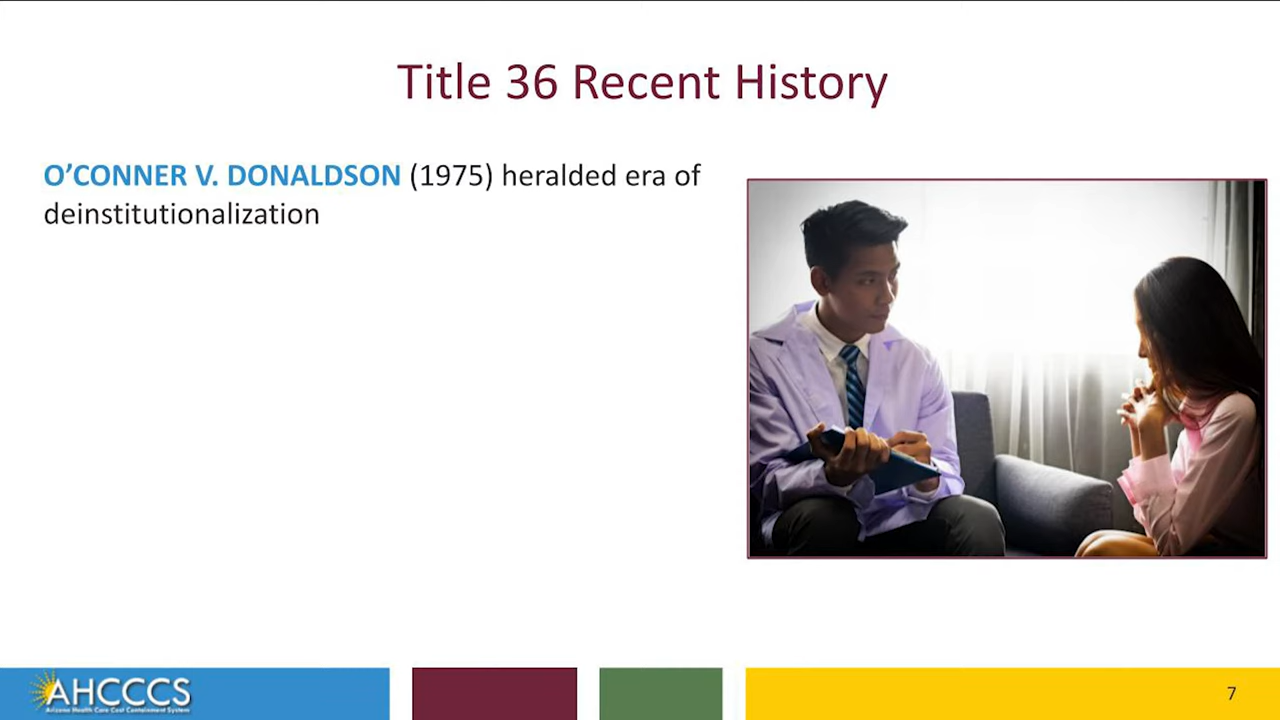 Title 36 Recent History
O’CONNER V. DONALDSON (1975) heralded era of
deinstitutionalization
AHCCCS
Arizona Health Care Cost Containment System
7